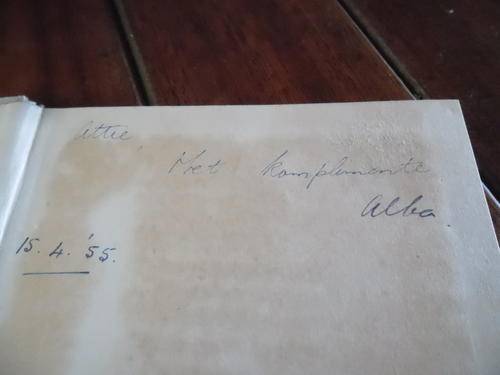 Attie
Met komplimente
Alba.
15.4.'55.